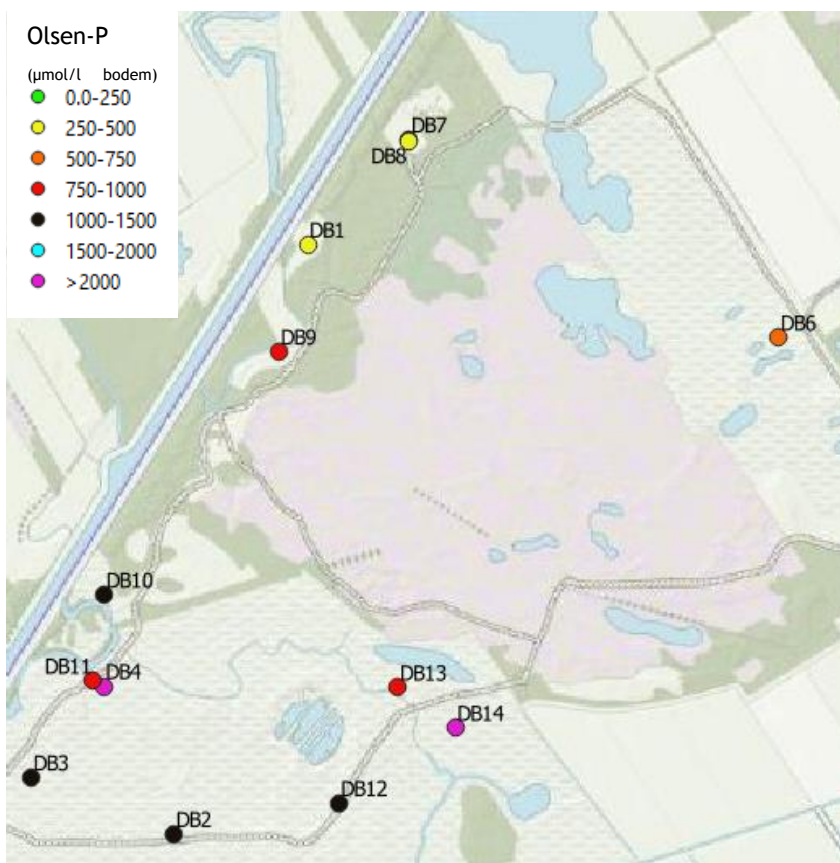 Olsen-P
(µmol/l bodem)
0.0-250
250-500
500-750
750-1000
1000-1500
1500-2000
>2000
DB7
DB8
DB1
DB6
DB9
DB10
DB11
DB4
DB13
DB14
DB3
DB12
DB2